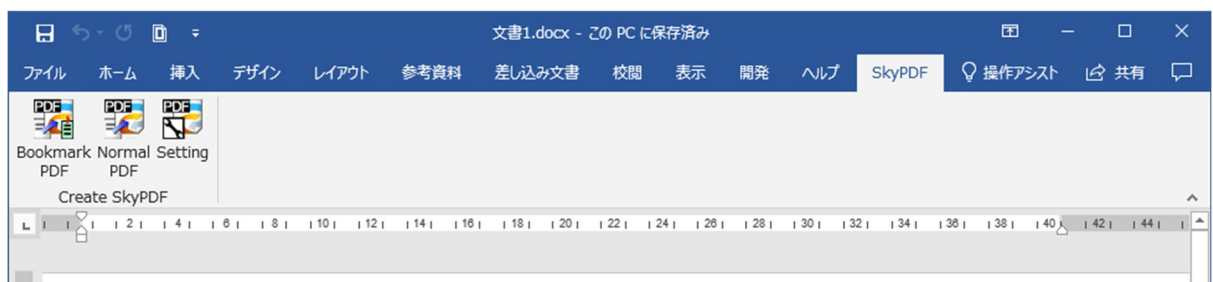 文書1.docx - この PC に保存済み
ファイル ホーム 挿入 デザイン レイアウト 参考資料 差し込み文書 校閲 表示 開発 ヘルプ SkyPDF 操作アシスト 共有
PDF PDF PDF
Bookmark Normal Setting
PDF PDF
Create SkyPDF
L 2 4 6 8 10 12 14 16 18 20 22 24 26 28 30 32 34 36 38 40 42 44